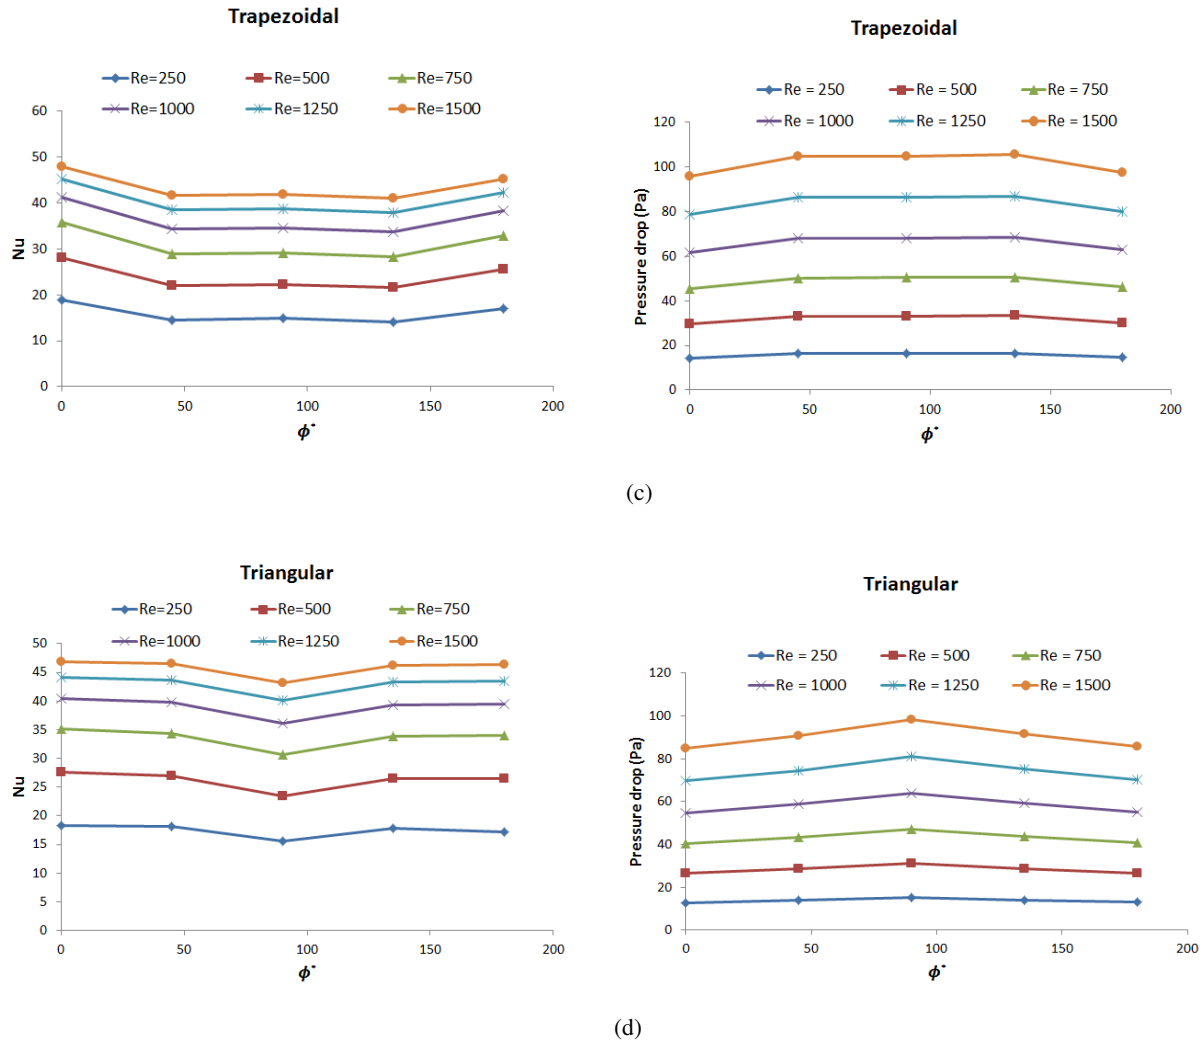 Trapezoidal
Re=250 Re=500 Re=750
Re=1000 Re=1250 Re=1500
60
50
40
30
20
10
0
Nu
0 50 100 150 200
ϕ*
Trapezoidal
Re = 250 Re = 500 Re = 750
Re = 1000 Re = 1250 Re = 1500
120
100
80
60
40
20
0
Pressure drop (Pa)
0 50 100 150 200
ϕ*
(c)
Triangular
Re=250 Re=500 Re=750
Re=1000 Re=1250 Re=1500
50
45
40
35
30
25
20
15
10
5
0
Nu
0 50 100 150 200
ϕ*
Triangular
Re = 250 Re = 500 Re = 750
Re = 1000 Re = 1250 Re = 1500
120
100
80
60
40
20
0
Pressure drop (Pa)
0 50 100 150 200
ϕ*
(d)